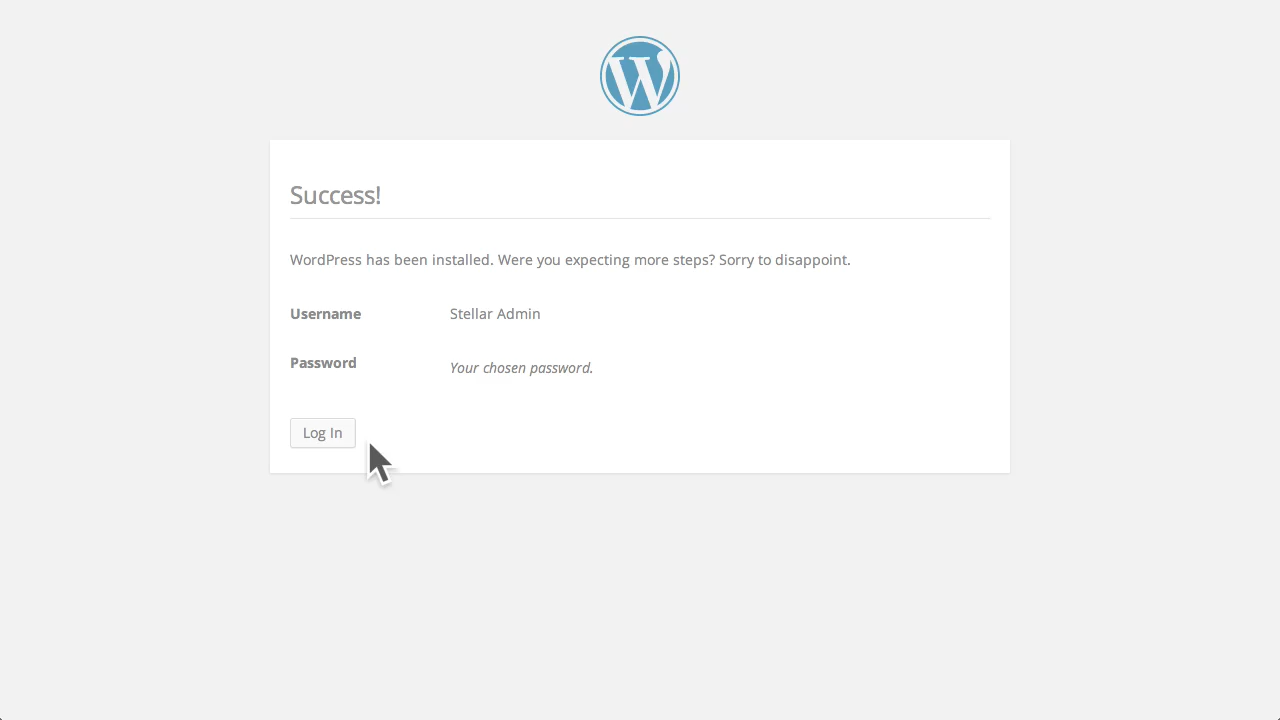 W
Success!
WordPress has been installed. Were you expecting more steps? Sorry to disappoint.
Username Stellar Admin
Password Your chosen password.
Log In